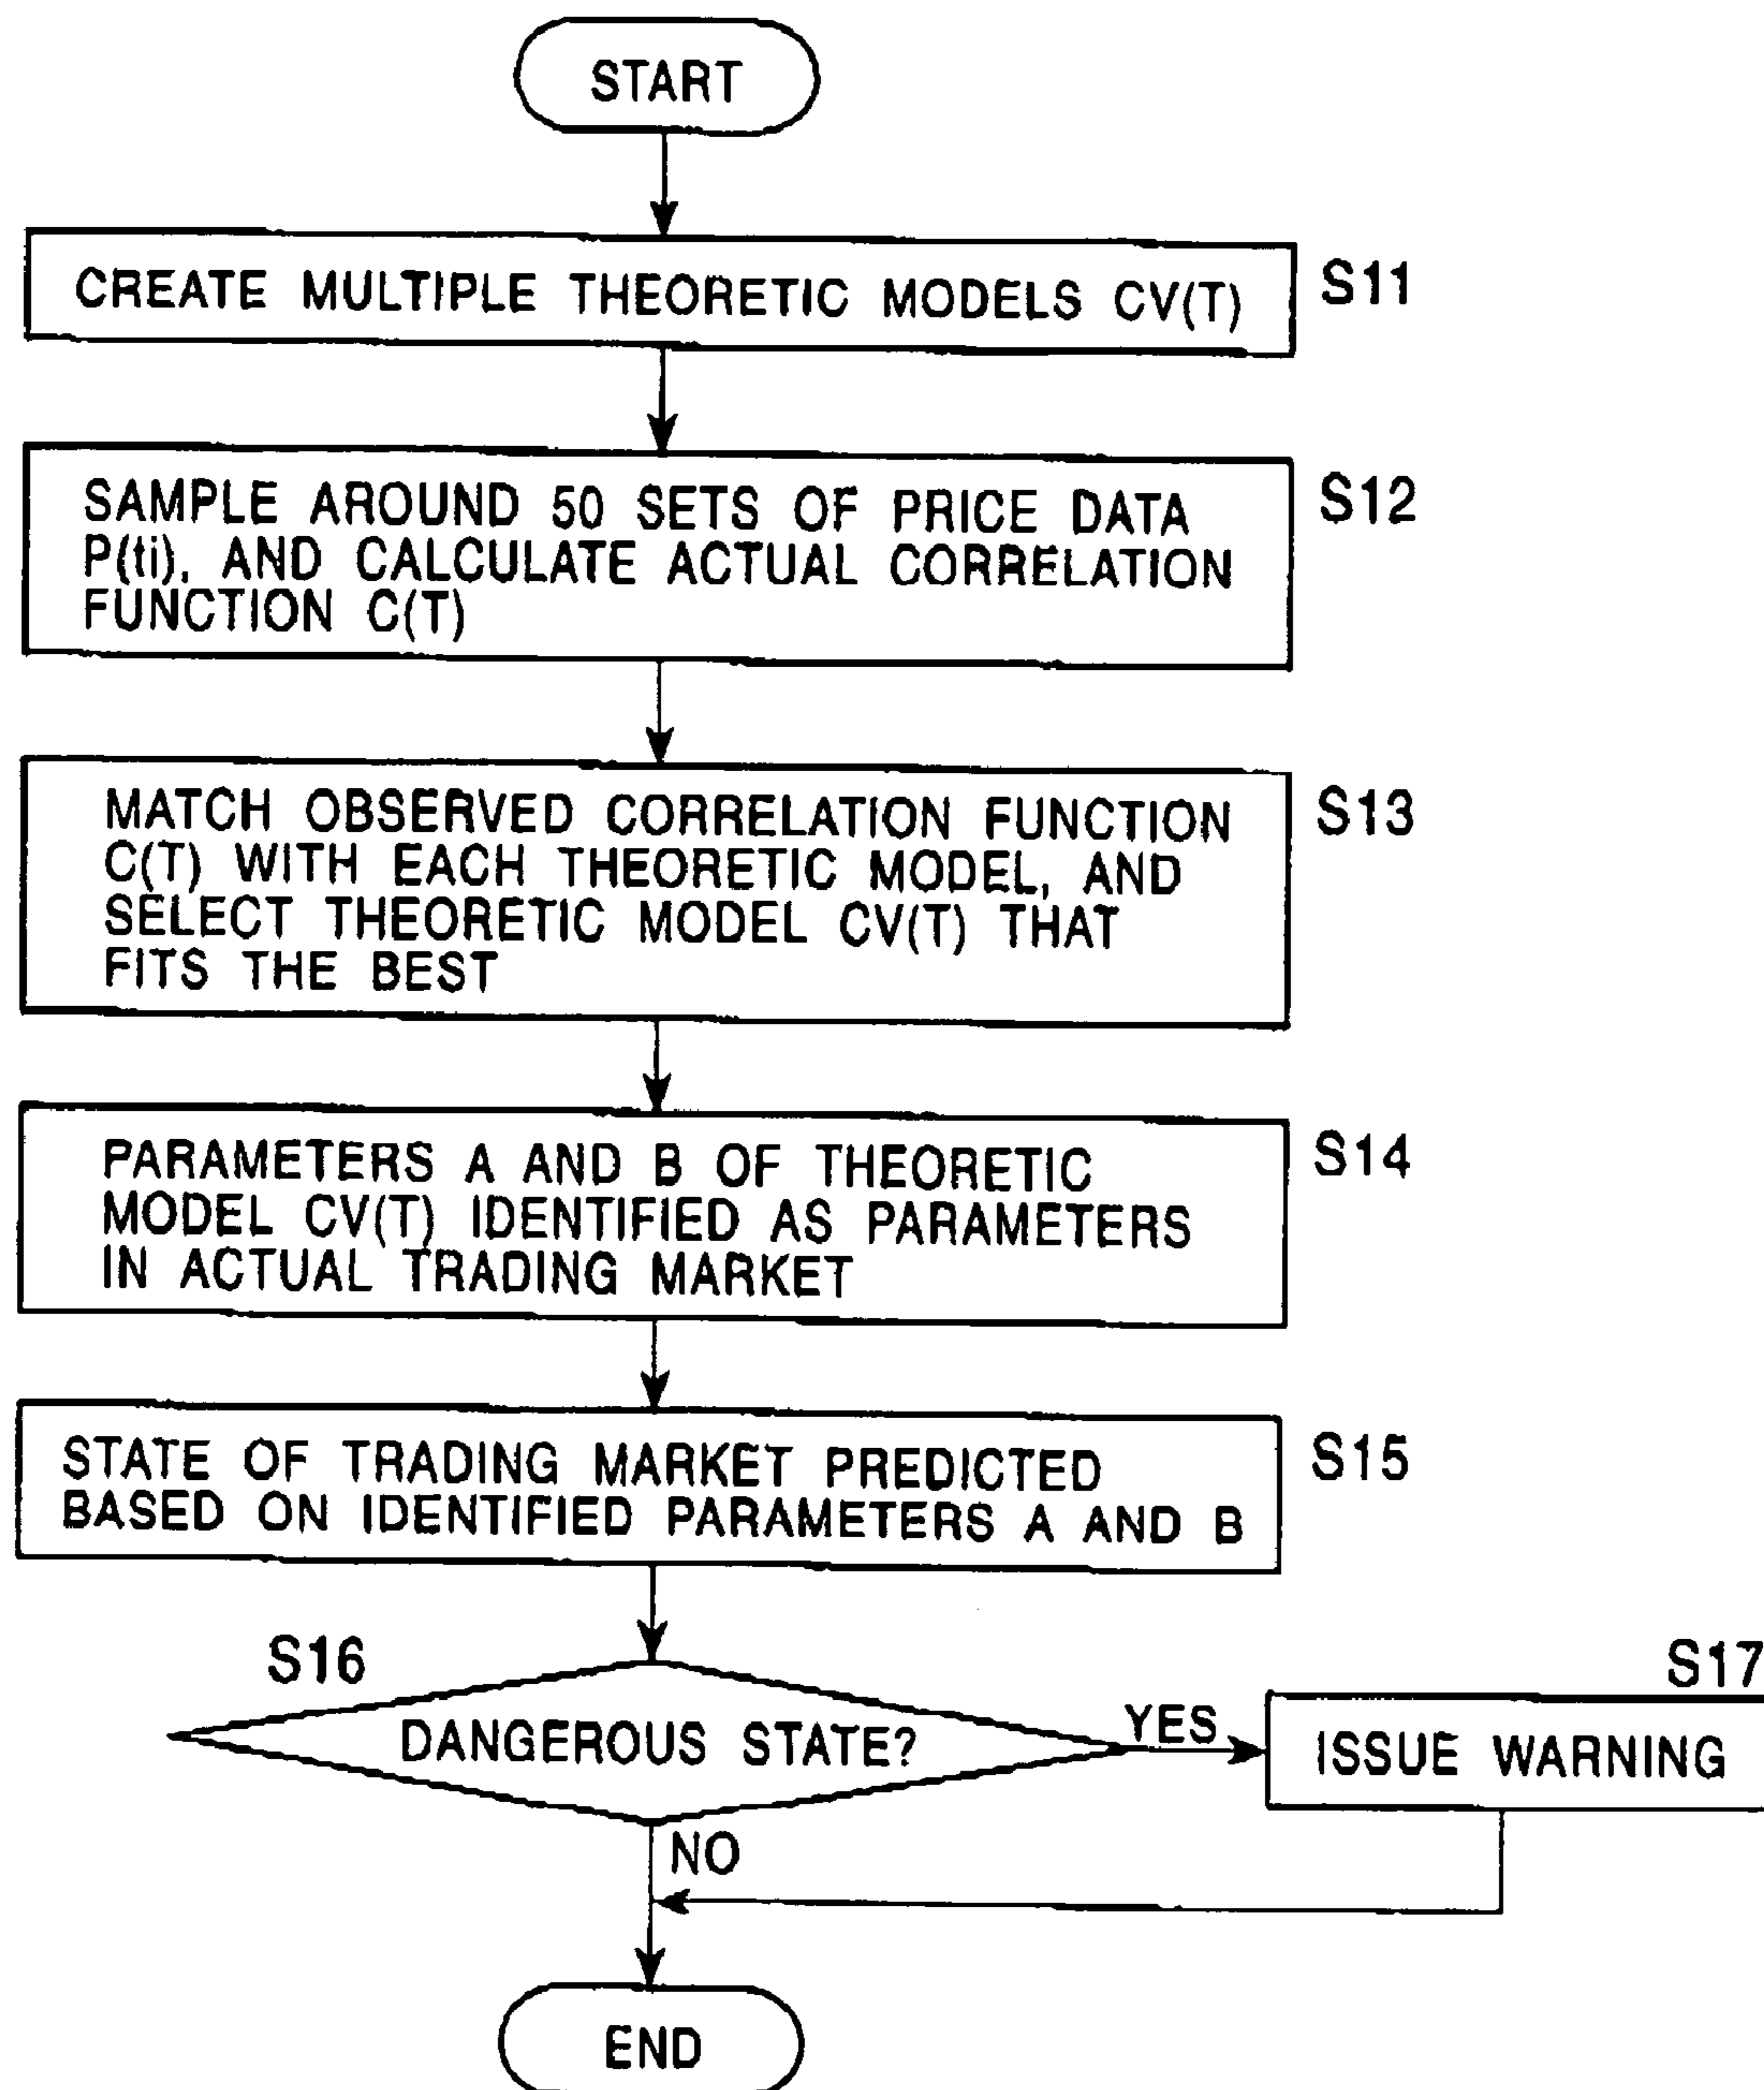 START
CREATE MULTIPLE THEORETIC MODELS CV(T)
S11
SAMPLE AROUND 50 SETS OF PRICE DATA
P(ti), AND CALCULATE ACTUAL CORRELATION
FUNCTION C(T)
S12
MATCH OBSERVED CORRELATION FUNCTION
C(T) WITH EACH THEORETIC MODEL, AND
SELECT THEORETIC MODEL CV(T) THAT
FITS THE BEST
S13
PARAMETERS A AND B OF THEORETIC
MODEL CV(T) IDENTIFIED AS PARAMETERS
IN ACTUAL TRADING MARKET
S14
STATE OF TRADING MARKET PREDICTED
BASED ON IDENTIFIED PARAMETERS A AND B
S15
S16
DANGEROUS STATE?
YES
S17
ISSUE WARNING
NO
END